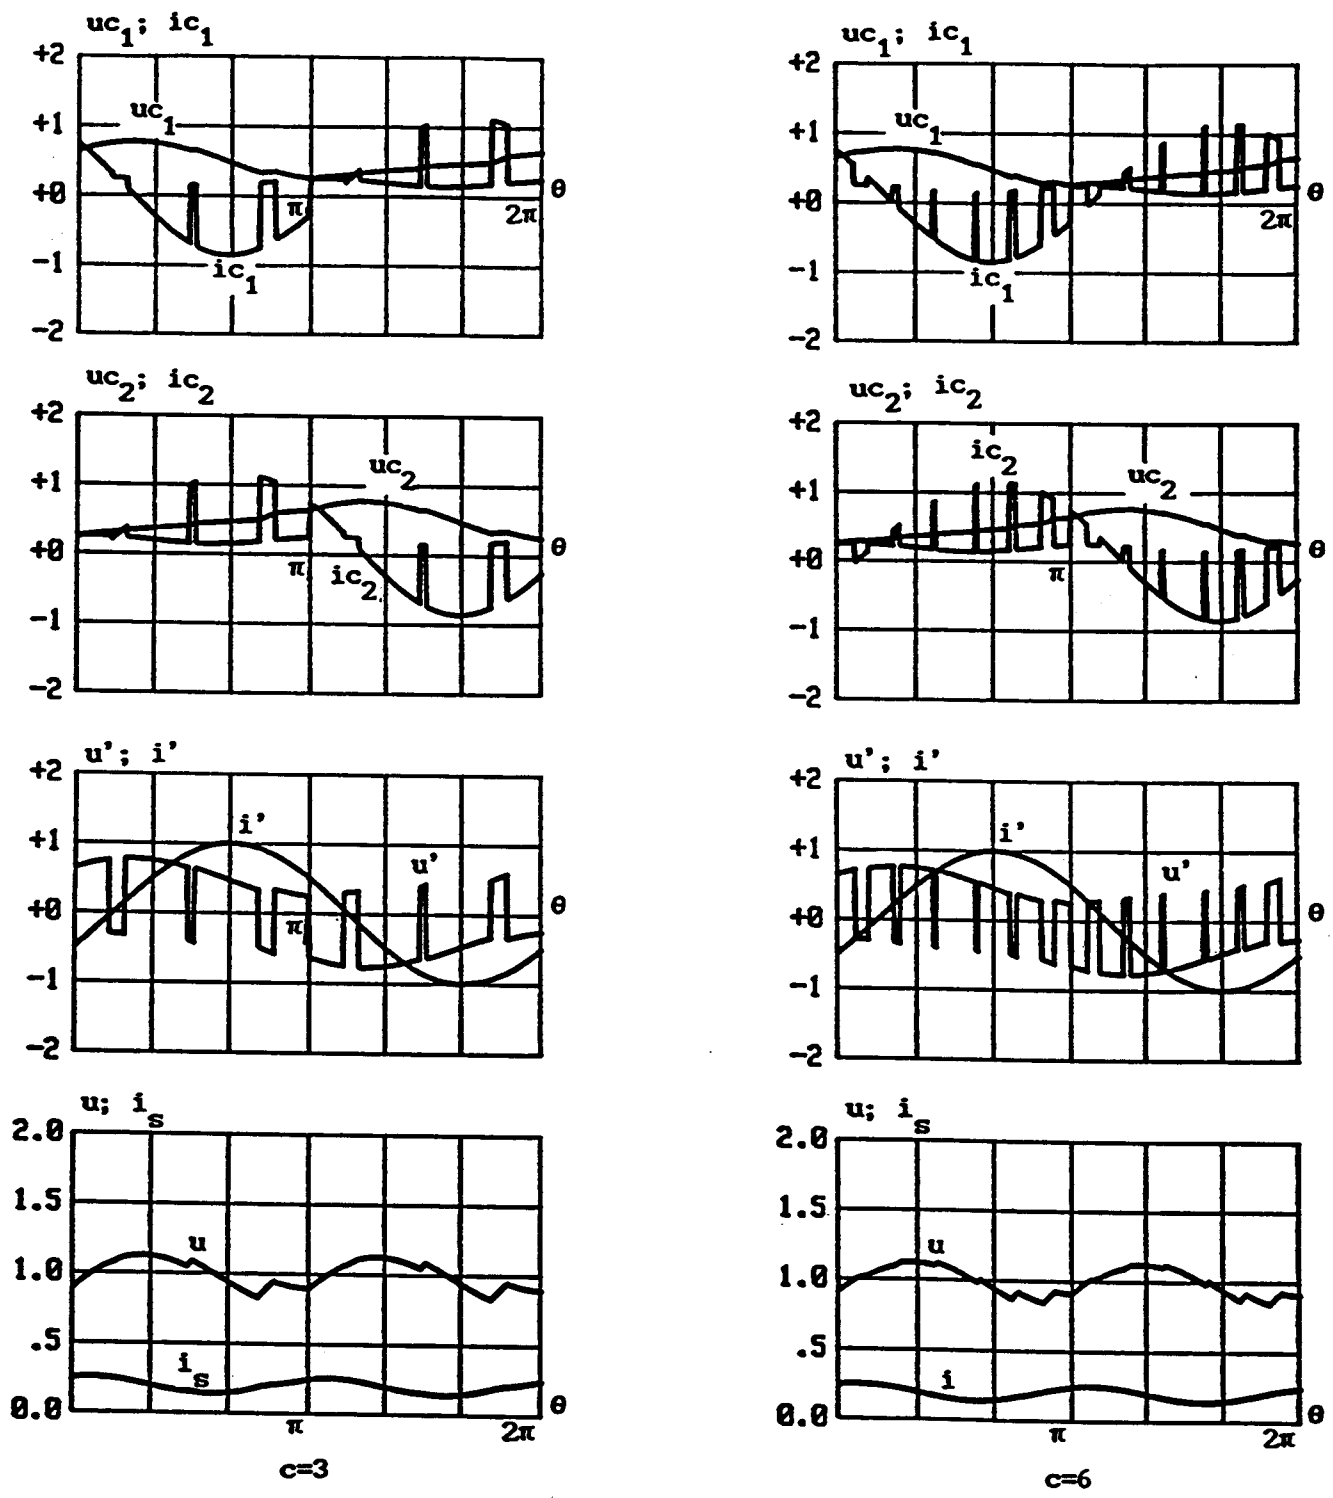 uc₁; ic₁
+2
uc₁
+1
+0
π
θ
2π
-1
ic₁
-2
uc₂; ic₂
+2
uc₂
+1
+0
π
ic₂
θ
-1
-2
u'; i'
+2
i'
+1
u'
+0
π
θ
-1
-2
u; iₛ
2.0
1.5
u
1.0
.5
iₛ
0.0
π
2π
θ
c=3
uc₁; ic₁
+2
uc₁
+1
+0
θ
2π
-1
ic₁
-2
uc₂; ic₂
+2
ic₂
uc₂
+1
+0
π
θ
-1
-2
u'; i'
+2
i'
+1
u'
+0
θ
-1
-2
u; iₛ
2.0
1.5
u
1.0
.5
i
0.0
π
2π
θ
c=6